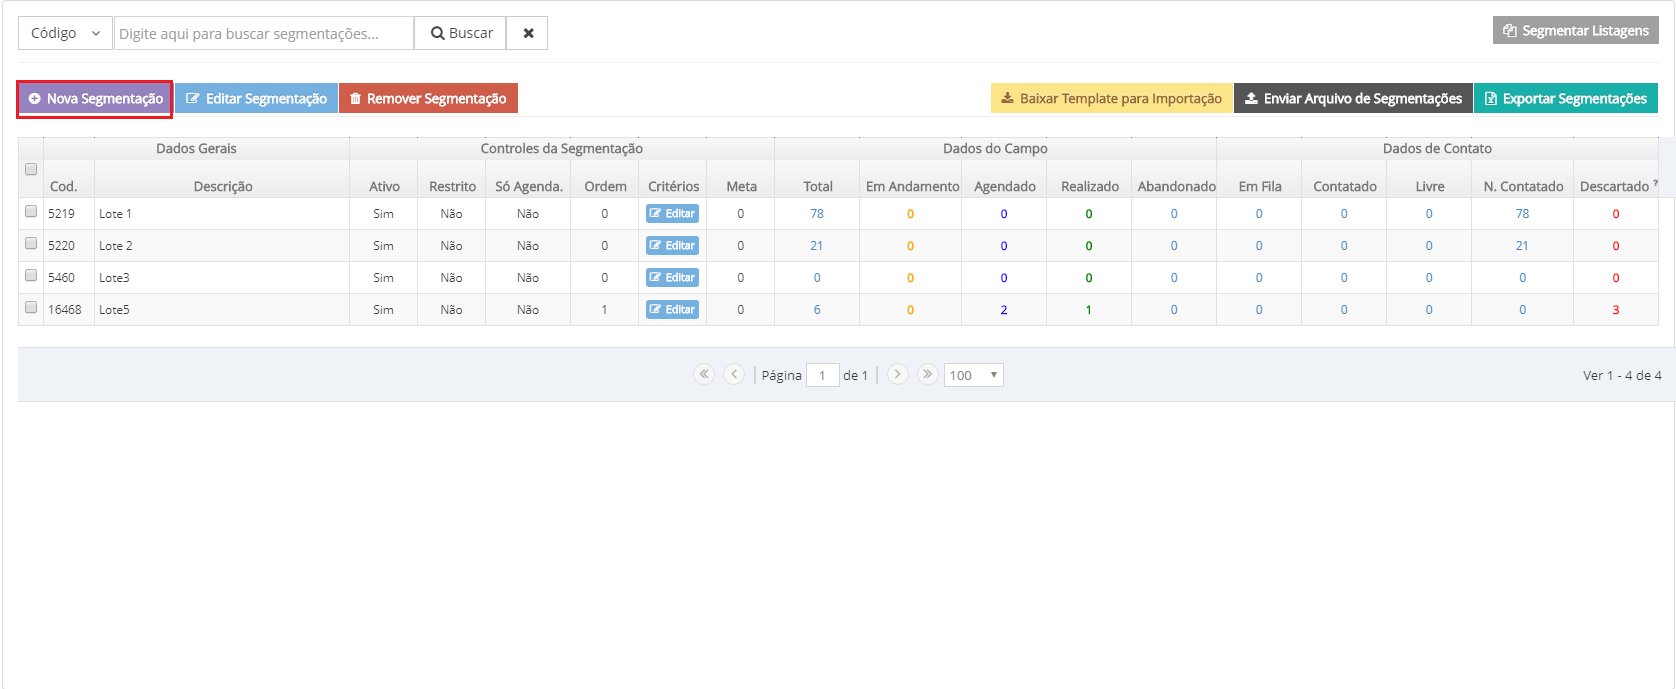 Código Digite aqui para buscar segmentações... Buscar Segmentar Listagens
Nova Segmentação Editar Segmentação Remover Segmentação Baixar Template para Importação Enviar Arquivo de Segmentações Exportar Segmentações
Dados Gerais Controles da Segmentação Dados do Campo Dados de Contato
Cod. Descrição Ativo Restrito Só Agenda. Ordem Critérios Meta Total Em Andamento Agendado Realizado Abandonado Em Fila Contatado Livre N. Contatado Descartado ?
5219 Lote 1 Sim Não Não 0 Editar 0 78 0 0 0 0 0 0 0 78 0
5220 Lote 2 Sim Não Não 0 Editar 0 21 0 0 0 0 0 0 0 21 0
5460 Lote3 Sim Não Não 0 Editar 0 0 0 0 0 0 0 0 0 0 0
16468 Lote5 Sim Não Não 1 Editar 0 6 0 2 1 0 0 0 0 0 3
Página 1 de 1 100 Ver 1 - 4 de 4